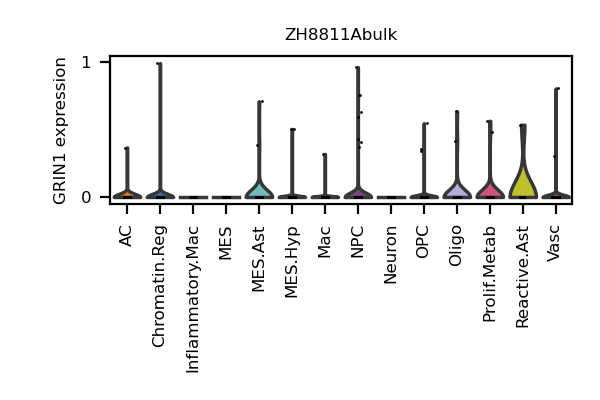 ZH8811Abulk
GRIN1 expression
1
0
AC
Chromatin.Reg
Inflammatory.Mac
MES
MES.Ast
MES.Hyp
Mac
NPC
Neuron
OPC
Oligo
Prolif.Metab
Reactive.Ast
Vasc